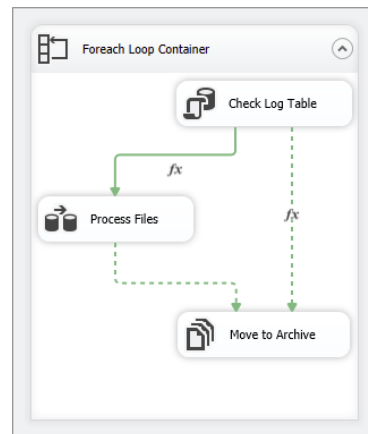 Foreach Loop Container
Check Log Table
fx
Process Files
fx
Move to Archive